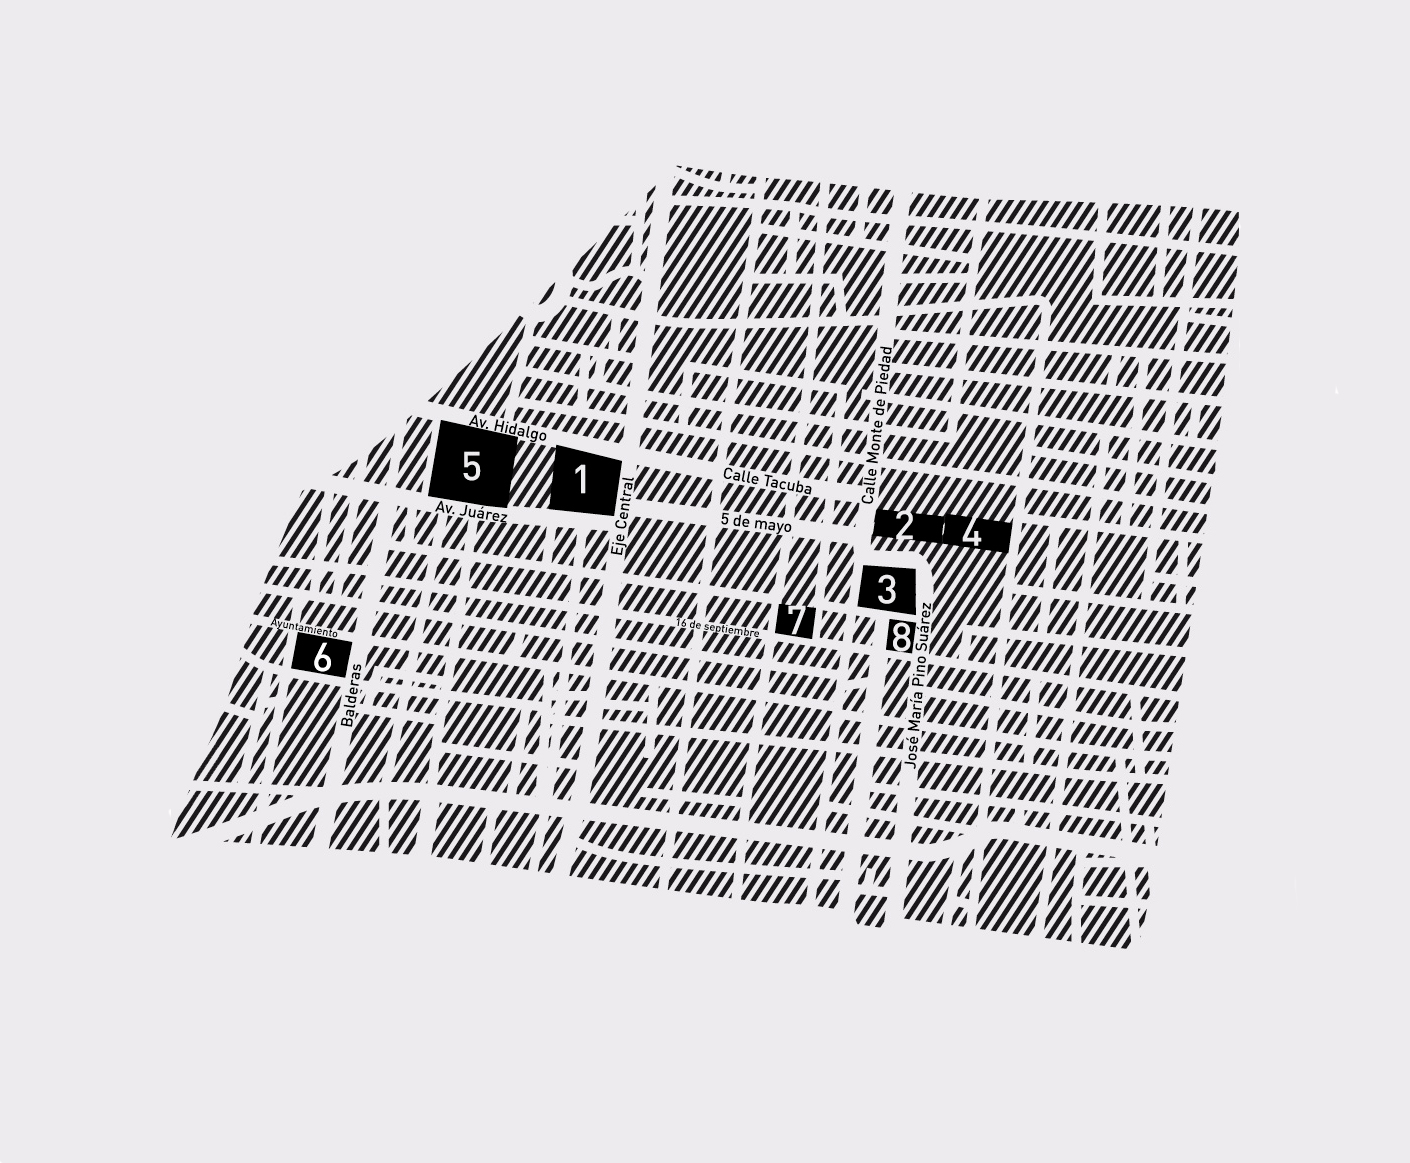 Av. Hidalgo
5
1
Av. Juárez
Eje Central
Calle Tacuba
5 de mayo
Calle Monte de Piedad
2
4
3
7
16 de septiembre
8
José María Pino Suárez
Ayuntamiento
6
Balderas